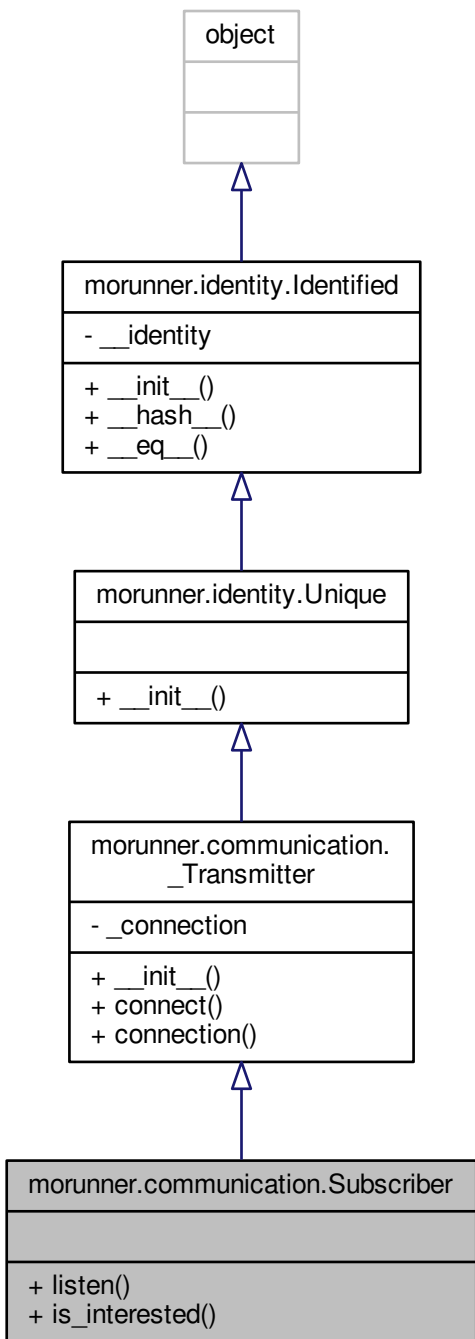 object
morunner.identity.Identified
- __identity
+ __init__()
+ __hash__()
+ __eq__()
morunner.identity.Unique
+ __init__()
morunner.communication.
_Transmitter
- _connection
+ __init__()
+ connect()
+ connection()
morunner.communication.Subscriber
+ listen()
+ is_interested()